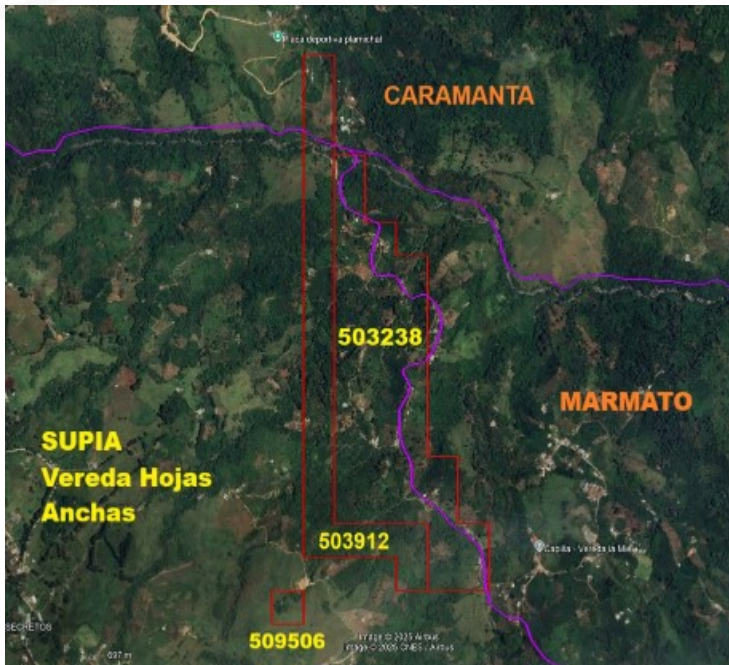 Placa deportiva plamichal
CARAMANTA
503238
MARMATO
SUPIA
Vereda Hojas
Anchas
503912
Capilla - Vereda la Miel
509506
SECRETOS
697 m
Image © 2025 Airbus
Image © 2025 CNES / Airbus